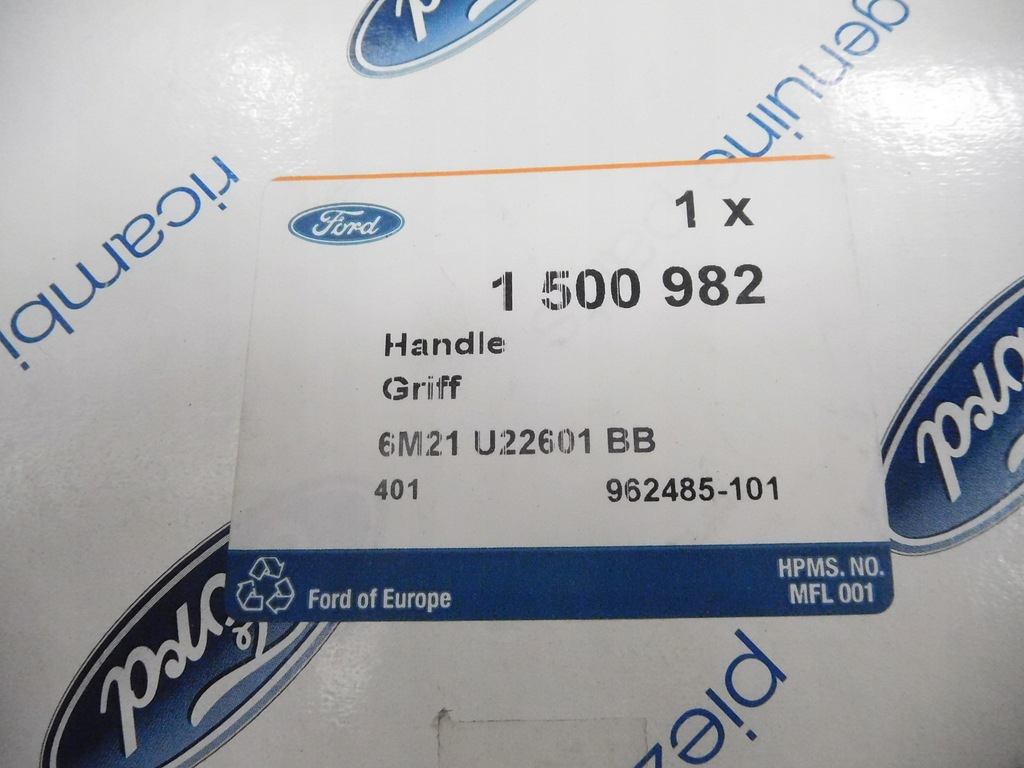 Ford
genuine
ricambi
Ford
1 x
1 500 982
Handle
Griff
6M21 U22601 BB
401 962485-101
Ford
Ford of Europe
HPMS. NO.
MFL 001
Ford